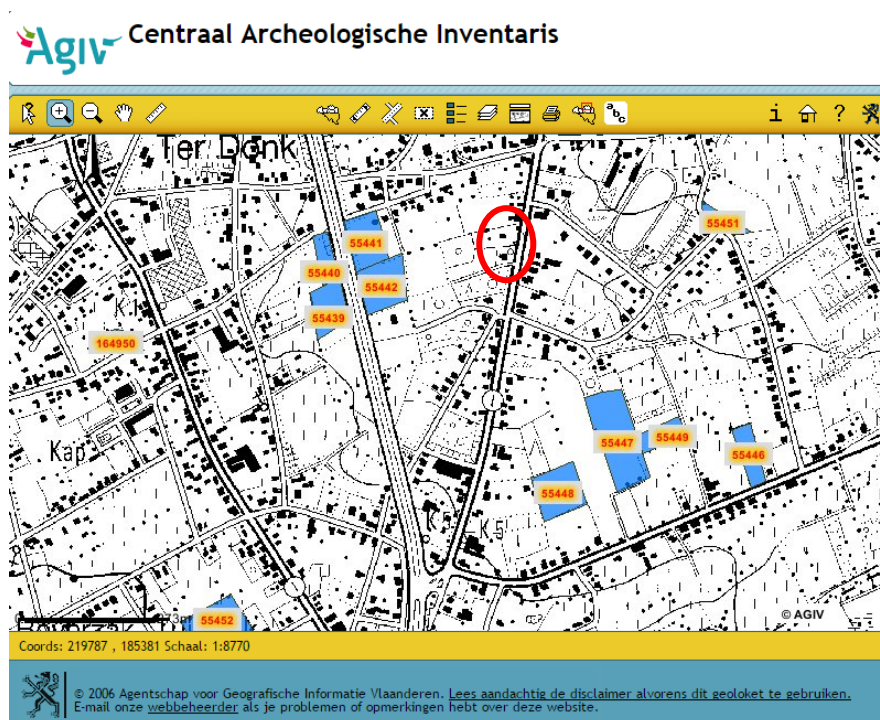 Agiv Centraal Archeologische Inventaris
a b c i ?
Ter Donk
55451
55441
55440
55442
55439
K1
164950
Kap
55447
55449
55446
55448
K5
K5
55452
© AGIV
Coords: 219787 , 185381 Schaal: 1:8770
© 2006 Agentschap voor Geografische Informatie Vlaanderen. Lees aandachtig de disclaimer alvorens dit geoloket te gebruiken.
E-mail onze webbeheerder als je problemen of opmerkingen hebt over deze website.